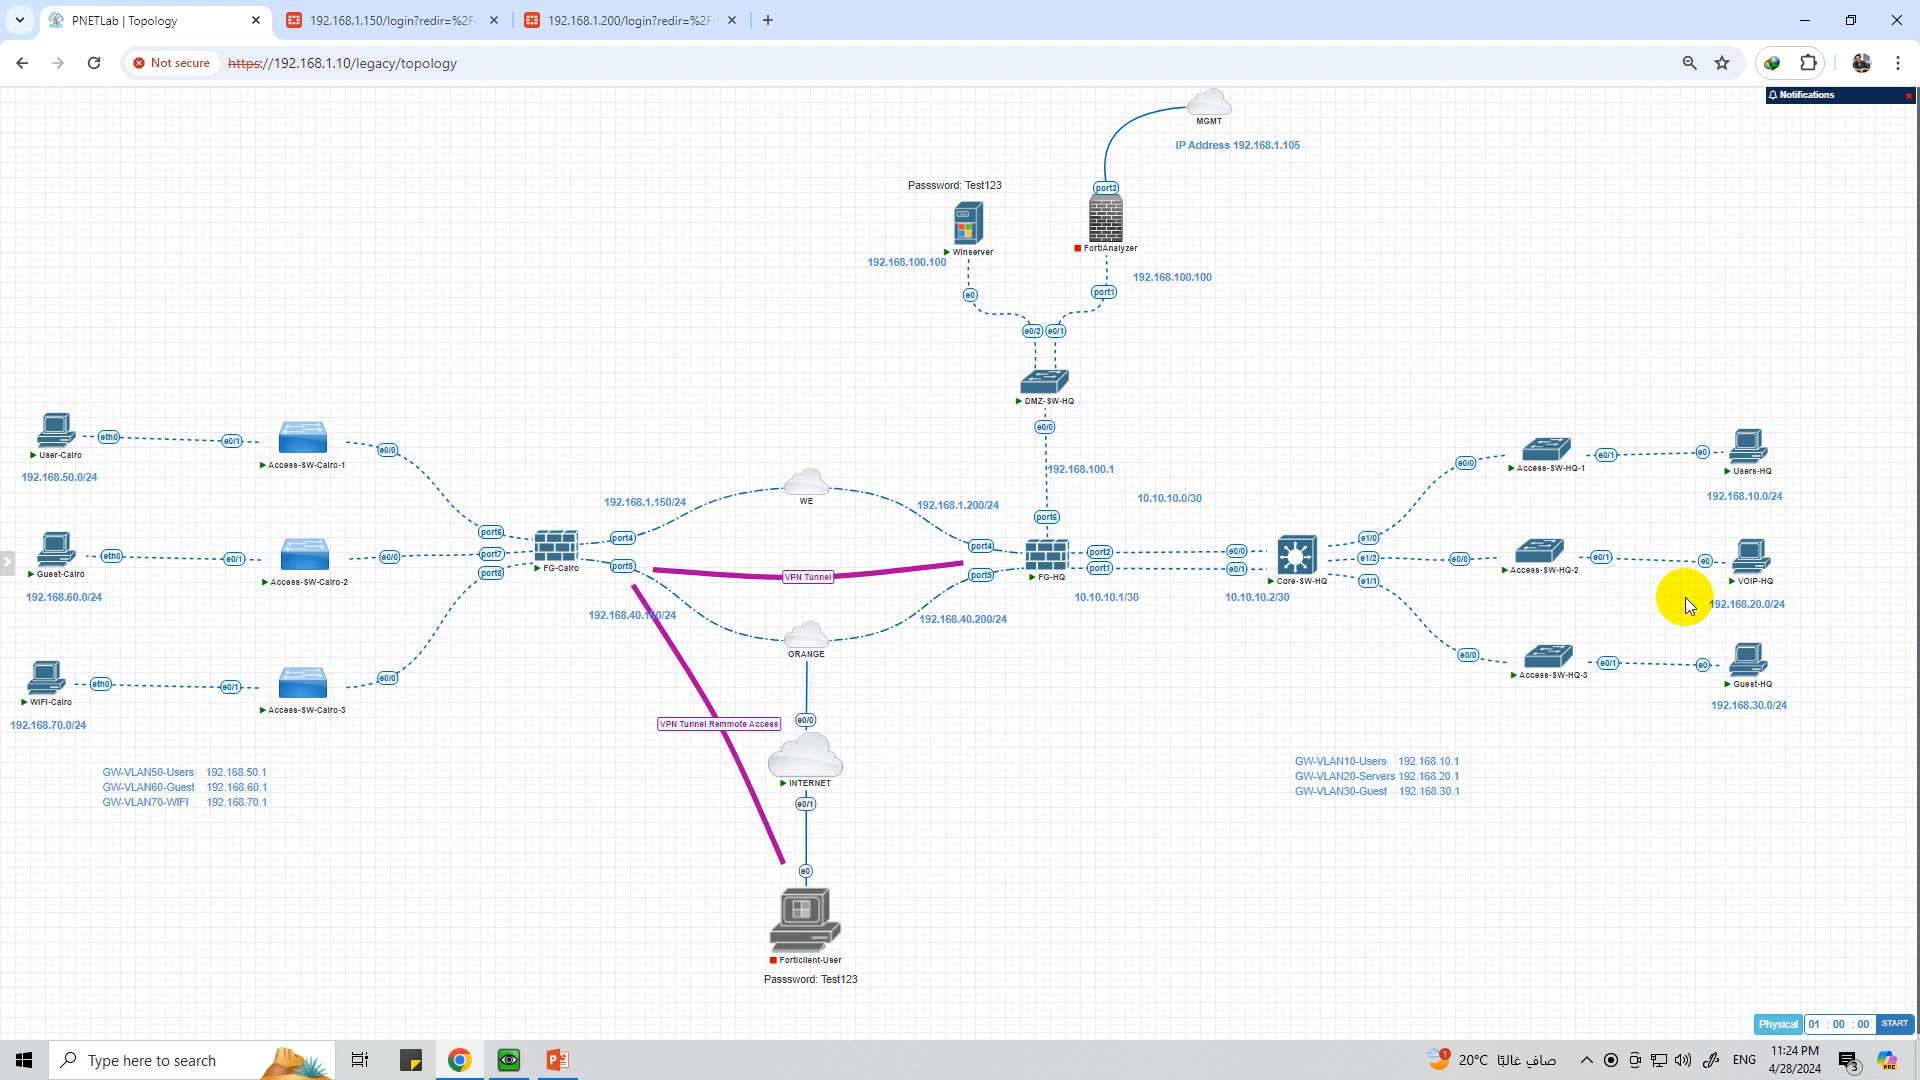 PNETLab | Topology
192.168.1.150/login?redir=%2F
192.168.1.200/login?redir=%2F
Not secure
https://192.168.1.10/legacy/topology
Notifications
MGMT
IP Address 192.168.1.105
Passsword: Test123
port2
Winserver
FortiAnalyzer
192.168.100.100
192.168.100.100
e0
port1
e0/2
e0/1
DMZ-SW-HQ
e0/0
192.168.100.1
port6
User-Cairo
192.168.50.0/24
eth0
e0/1
Access-SW-Cairo-1
e0/0
Guest-Cairo
192.168.60.0/24
eth0
e0/1
Access-SW-Cairo-2
e0/0
WIFI-Cairo
192.168.70.0/24
eth0
e0/1
Access-SW-Cairo-3
e0/0
port6
port7
port8
FG-Cairo
port4
port5
192.168.1.150/24
WE
192.168.1.200/24
VPN Tunnel
192.168.40.150/24
ORANGE
192.168.40.200/24
port4
port5
FG-HQ
port2
port1
10.10.10.0/30
10.10.10.1/30
e0/0
e0/1
Core-SW-HQ
10.10.10.2/30
e1/0
e1/2
e1/1
e0/0
Access-SW-HQ-1
e0/1
e0
Users-HQ
192.168.10.0/24
e0/0
Access-SW-HQ-2
e0/1
e0
VOIP-HQ
192.168.20.0/24
e0/0
Access-SW-HQ-3
e0/1
e0
Guest-HQ
192.168.30.0/24
VPN Tunnel Remmote Access
e0/0
INTERNET
e0/1
e0
Forticlient-User
Passsword: Test123
GW-VLAN50-Users 192.168.50.1
GW-VLAN60-Guest 192.168.60.1
GW-VLAN70-WIFI 192.168.70.1
GW-VLAN10-Users 192.168.10.1
GW-VLAN20-Servers 192.168.20.1
GW-VLAN30-Guest 192.168.30.1
Physical
01 : 00 : 00
START
Type here to search
1
20°C صاف غالبًا
ENG
11:24 PM
4/28/2024
3
PRE